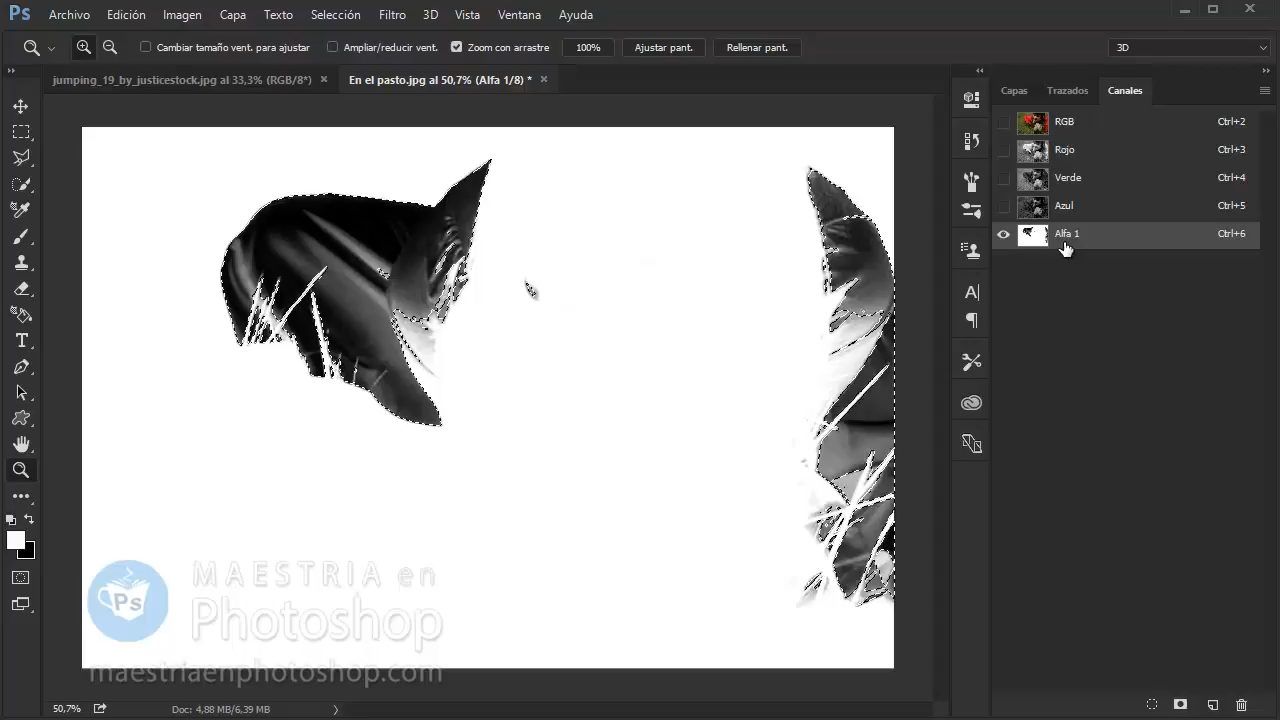 Ps Archivo Edición Imagen Capa Texto Selección Filtro 3D Vista Ventana Ayuda
Cambiar tamaño vent. para ajustar Ampliar/reducir vent. Zoom con arrastre 100% Ajustar pant. Rellenar pant. 3D
jumping_19_by_justicestock.jpg al 33,3% (RGB/8*) × En el pasto.jpg al 50,7% (Alfa 1/8) * ×
Capas Trazados Canales
RGB Ctrl+2
Rojo Ctrl+3
Verde Ctrl+4
Azul Ctrl+5
Alfa 1 Ctrl+6
MAESTRIA en
Ps Photoshop
maestriaenphotoshop.com
50,7% Doc: 4,88 MB/6,39 MB